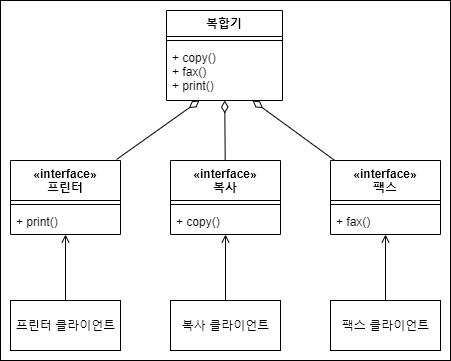 복합기
+ copy()
+ fax()
+ print()
«interface»
프린터
+ print()
«interface»
복사
+ copy()
«interface»
팩스
+ fax()
프린터 클라이언트
복사 클라이언트
팩스 클라이언트